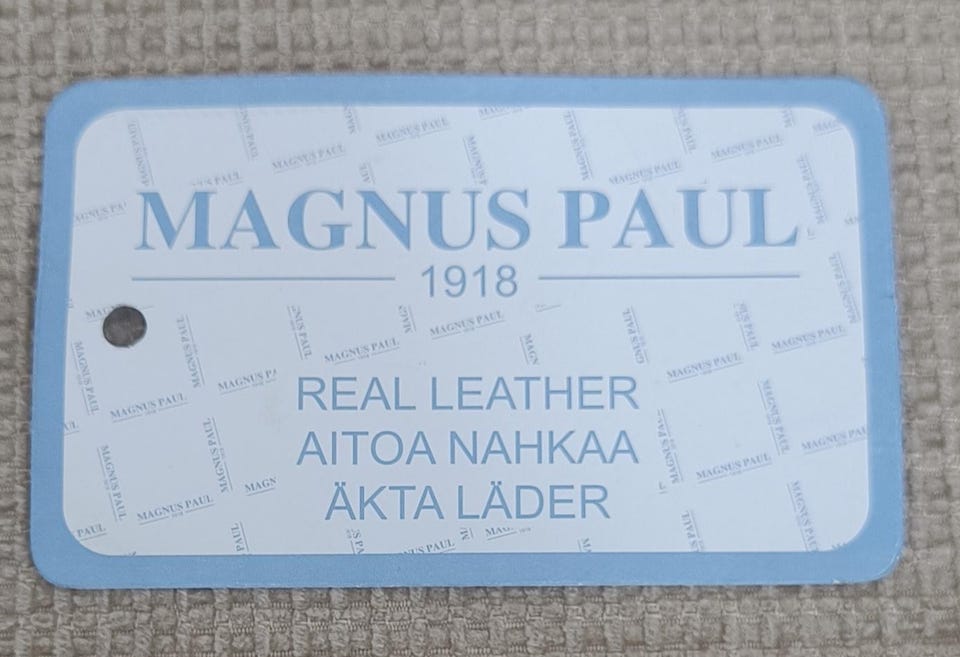 MAGNUS PAUL
1918
REAL LEATHER
AITOA NAHKAA
ÄKTA LÄDER